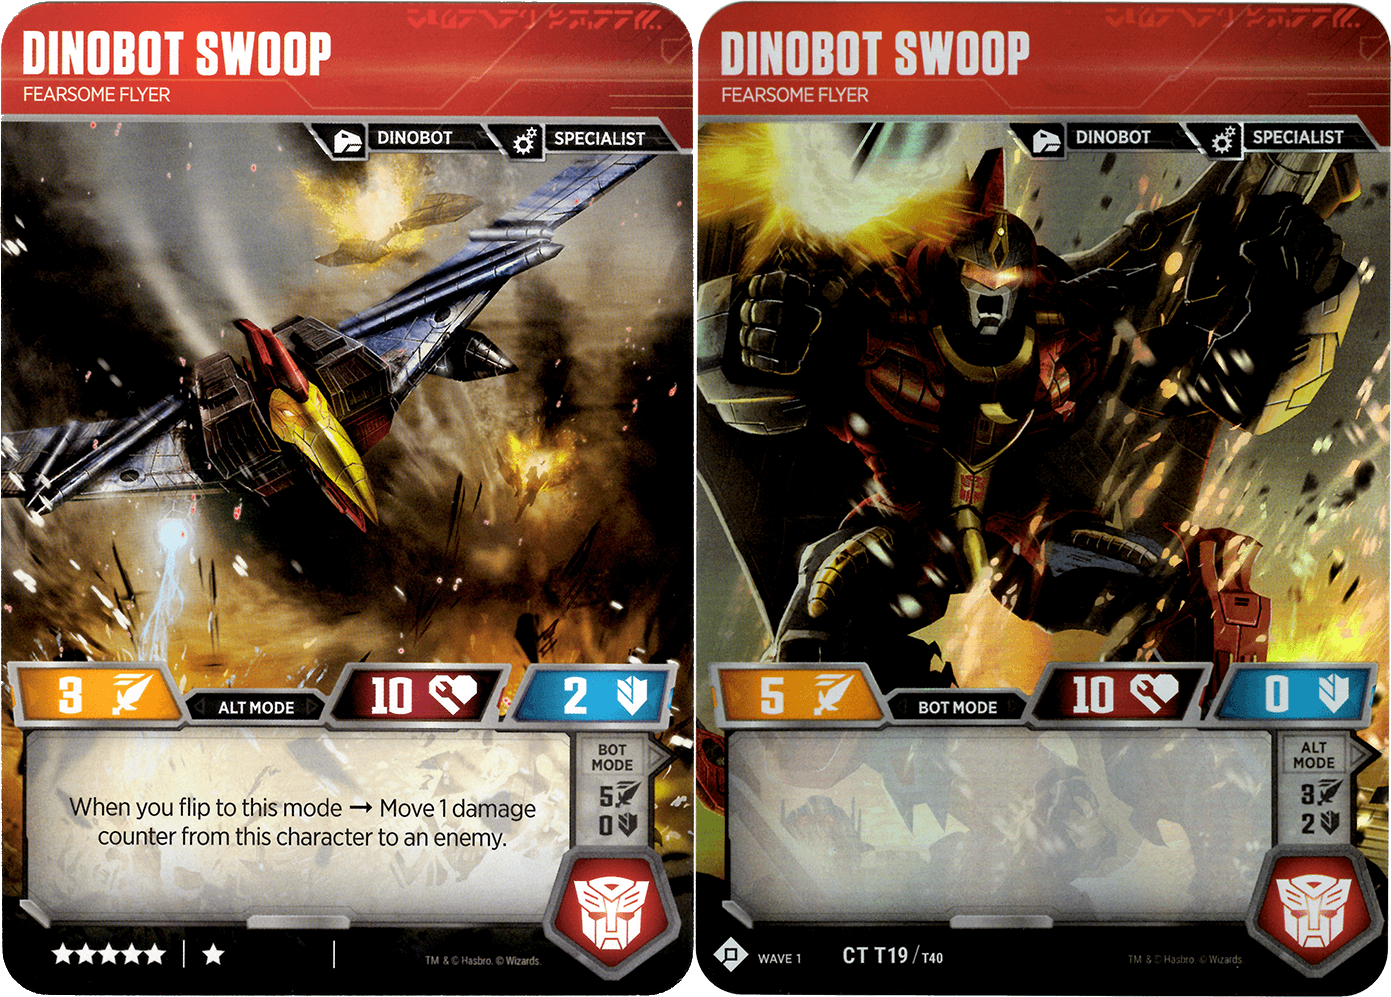 DINOBOT SWOOP
FEARSOME FLYER
DINOBOT
SPECIALIST
3
ALT MODE
10
2
When you flip to this mode → Move 1 damage
counter from this character to an enemy.
BOT
MODE
5
0
TM & © Hasbro. © Wizards.
DINOBOT SWOOP
FEARSOME FLYER
DINOBOT
SPECIALIST
5
BOT MODE
10
0
ALT
MODE
3
2
WAVE 1
CT T19/T40
TM & © Hasbro. © Wizards.